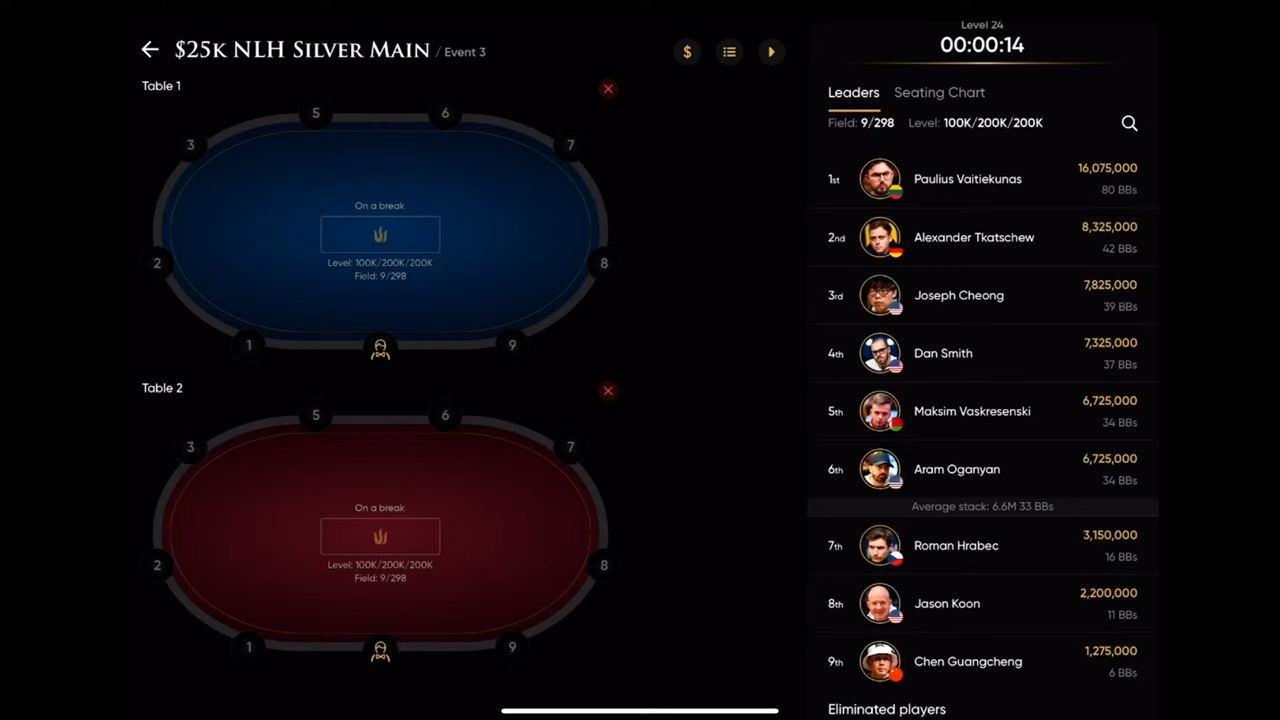 $25K NLH SILVER MAIN / Event 3
$
Table 1
5
6
3
7
On a break
2
8
Level: 100K/200K/200K
Field: 9/298
1
9
Table 2
5
6
3
7
On a break
2
8
Level: 100K/200K/200K
Field: 9/298
1
9
Level 24
00:00:14
Leaders Seating Chart
Field: 9/298 Level: 100K/200K/200K
1st Paulius Vaitiekunas 16,075,000
80 BBs
2nd Alexander Tkatschew 8,325,000
42 BBs
3rd Joseph Cheong 7,825,000
39 BBs
4th Dan Smith 7,325,000
37 BBs
5th Maksim Vaskresenski 6,725,000
34 BBs
6th Aram Oganyan 6,725,000
34 BBs
Average stack: 6.6M 33 BBs
7th Roman Hrabec 3,150,000
16 BBs
8th Jason Koon 2,200,000
11 BBs
9th Chen Guangcheng 1,275,000
6 BBs
Eliminated players